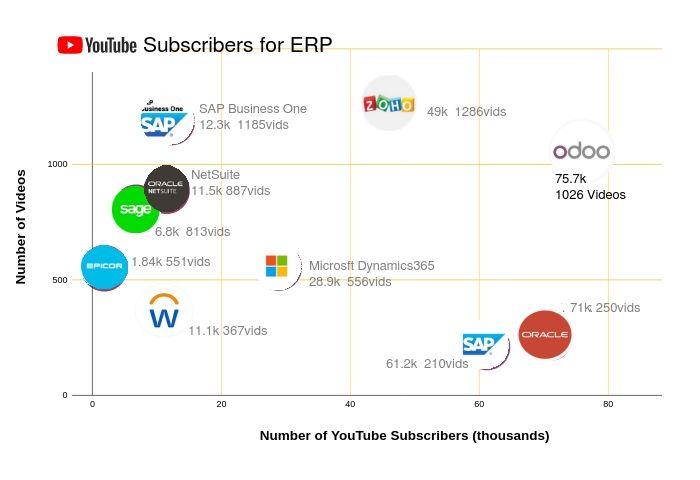 YouTube Subscribers for ERP
Business One
SAP
SAP Business One
12.3k 1185vids
ZOHO
49k 1286vids
odoo
75.7k
1026 Videos
1000
ORACLE
NETSUITE
NetSuite
11.5k 887vids
sage
6.8k 813vids
EPICOR
1.84k 551vids
Microsft Dynamics365
28.9k 556vids
500
W
11.1k 367vids
. 71k 250vids
ORACLE
SAP
61.2k 210vids
0
0 20 40 60 80
Number of Videos
Number of YouTube Subscribers (thousands)